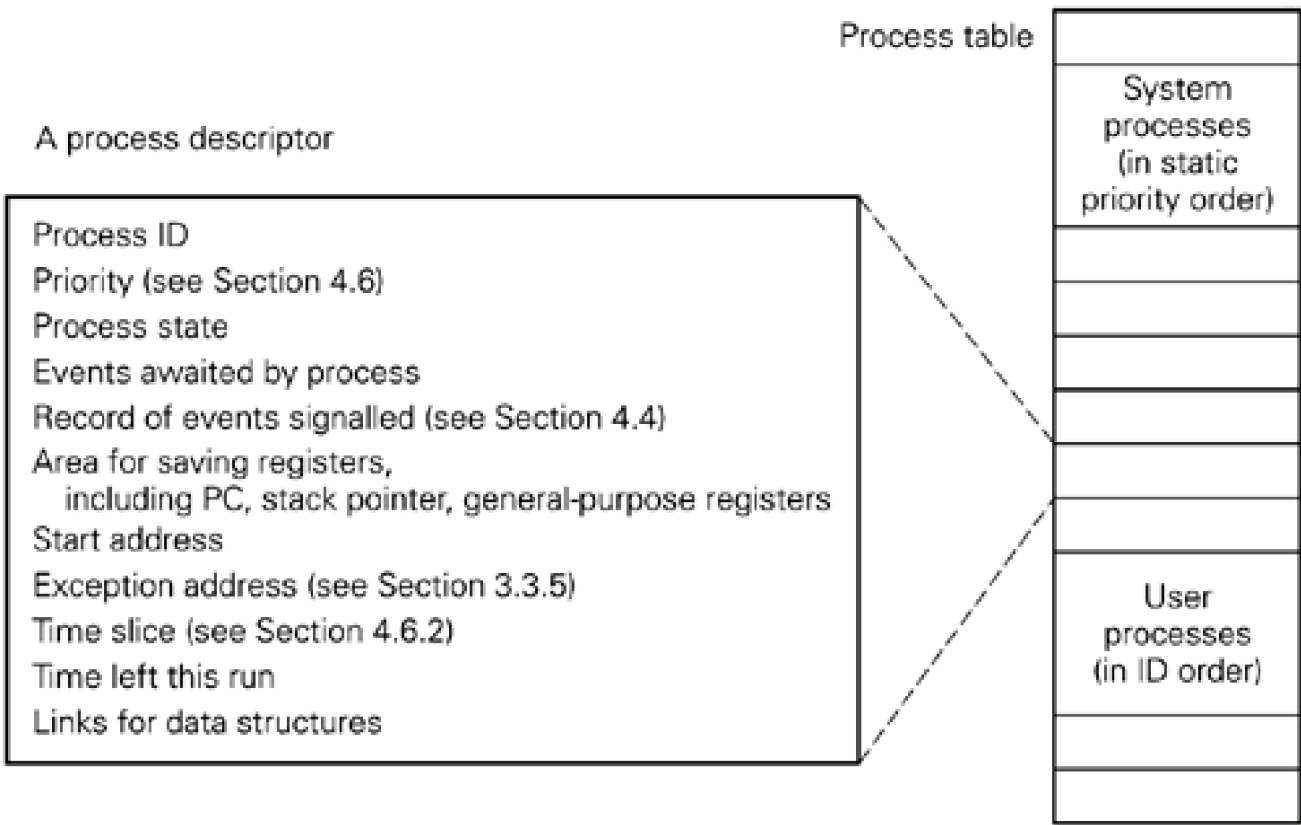 Process table
System
processes
(in static
priority order)
A process descriptor
Process ID
Priority (see Section 4.6)
Process state
Events awaited by process
Record of events signalled (see Section 4.4)
Area for saving registers,
including PC, stack pointer, general-purpose registers
Start address
Exception address (see Section 3.3.5)
Time slice (see Section 4.6.2)
Time left this run
Links for data structures
User
processes
(in ID order)